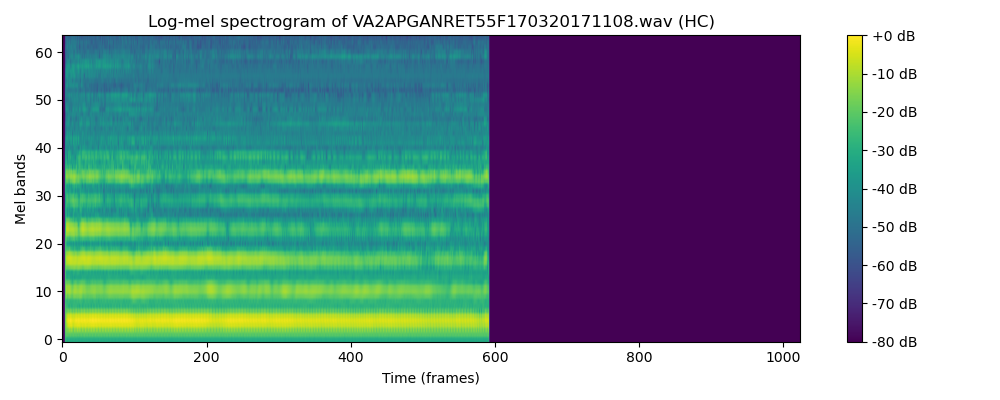 Log-mel spectrogram of VA2APGANRET55F170320171108.wav (HC)
Mel bands
60
50
40
30
20
10
0
0 200 400 600 800 1000
Time (frames)
+0 dB
-10 dB
-20 dB
-30 dB
-40 dB
-50 dB
-60 dB
-70 dB
-80 dB